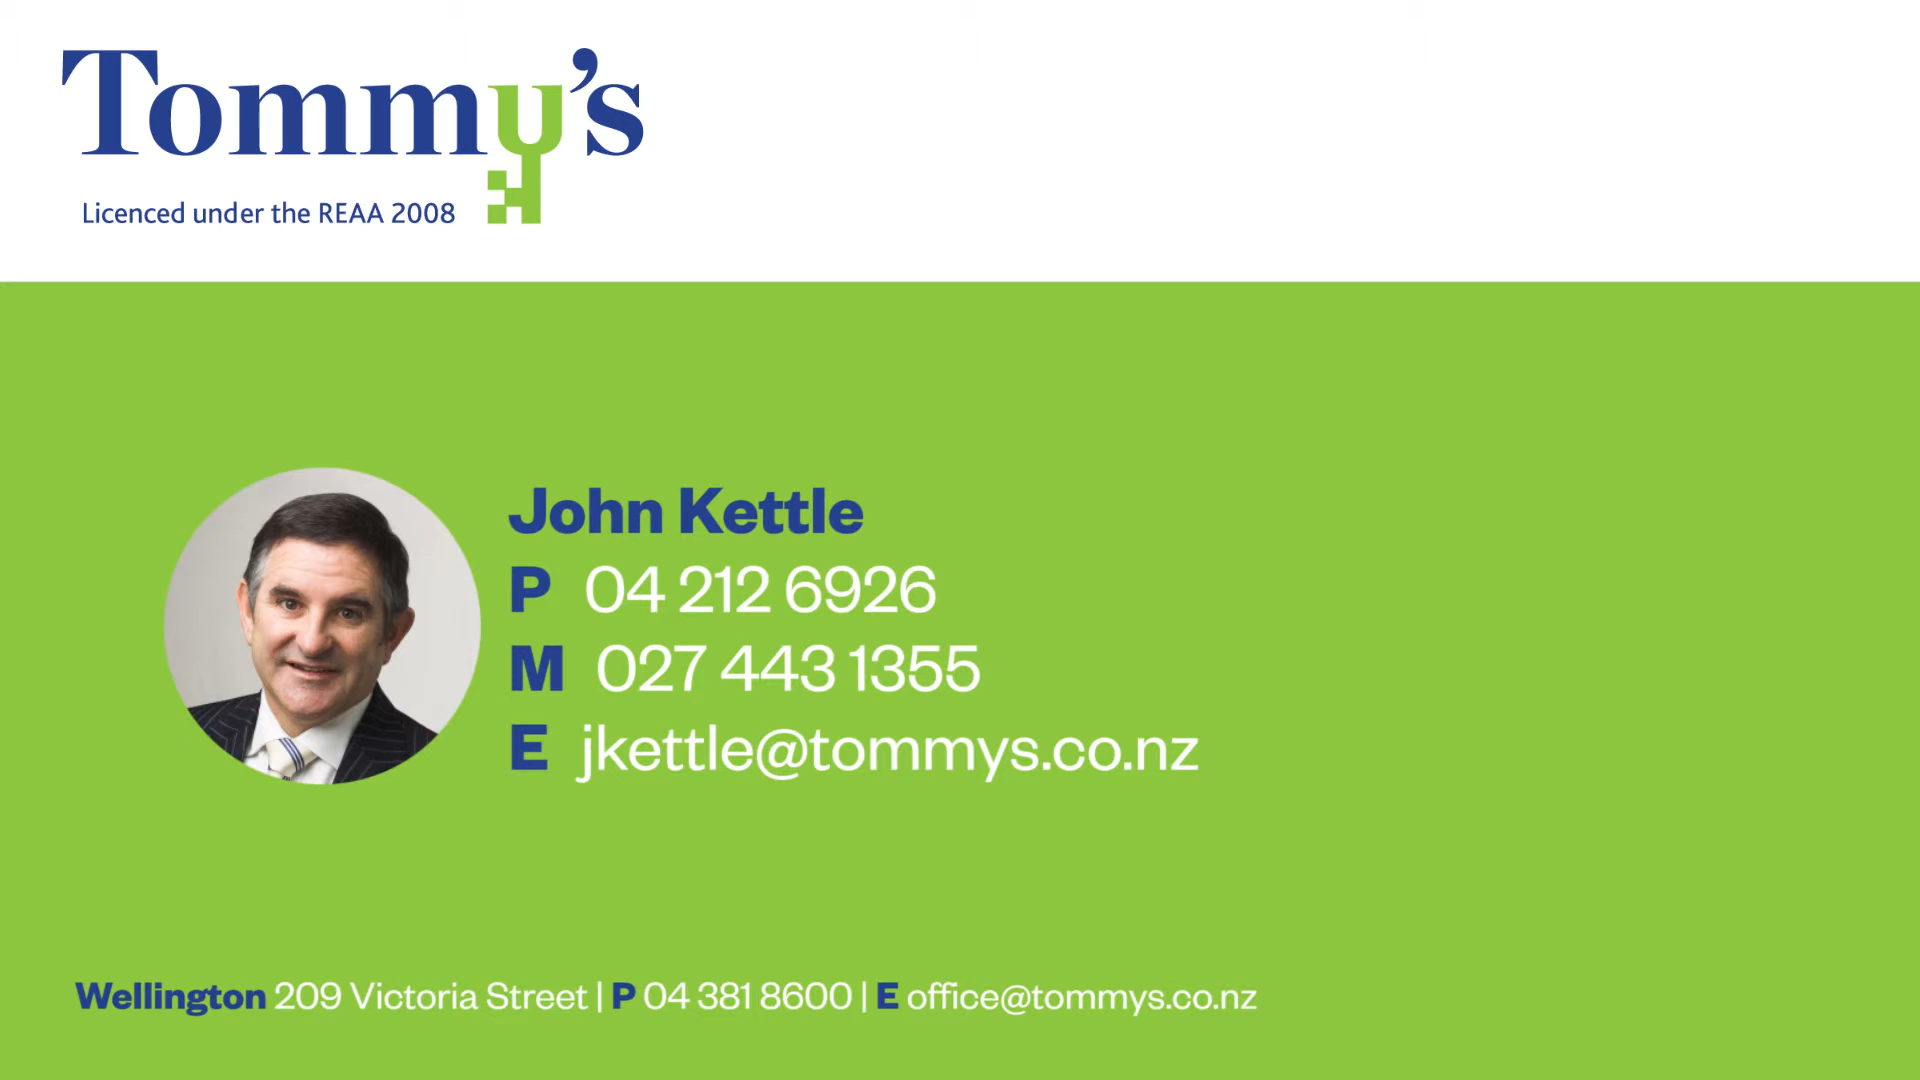 Tommy's
Licenced under the REAA 2008
John Kettle
P 04 212 6926
M 027 443 1355
E jkettle@tommys.co.nz
Wellington 209 Victoria Street | P 04 381 8600 | E office@tommys.co.nz